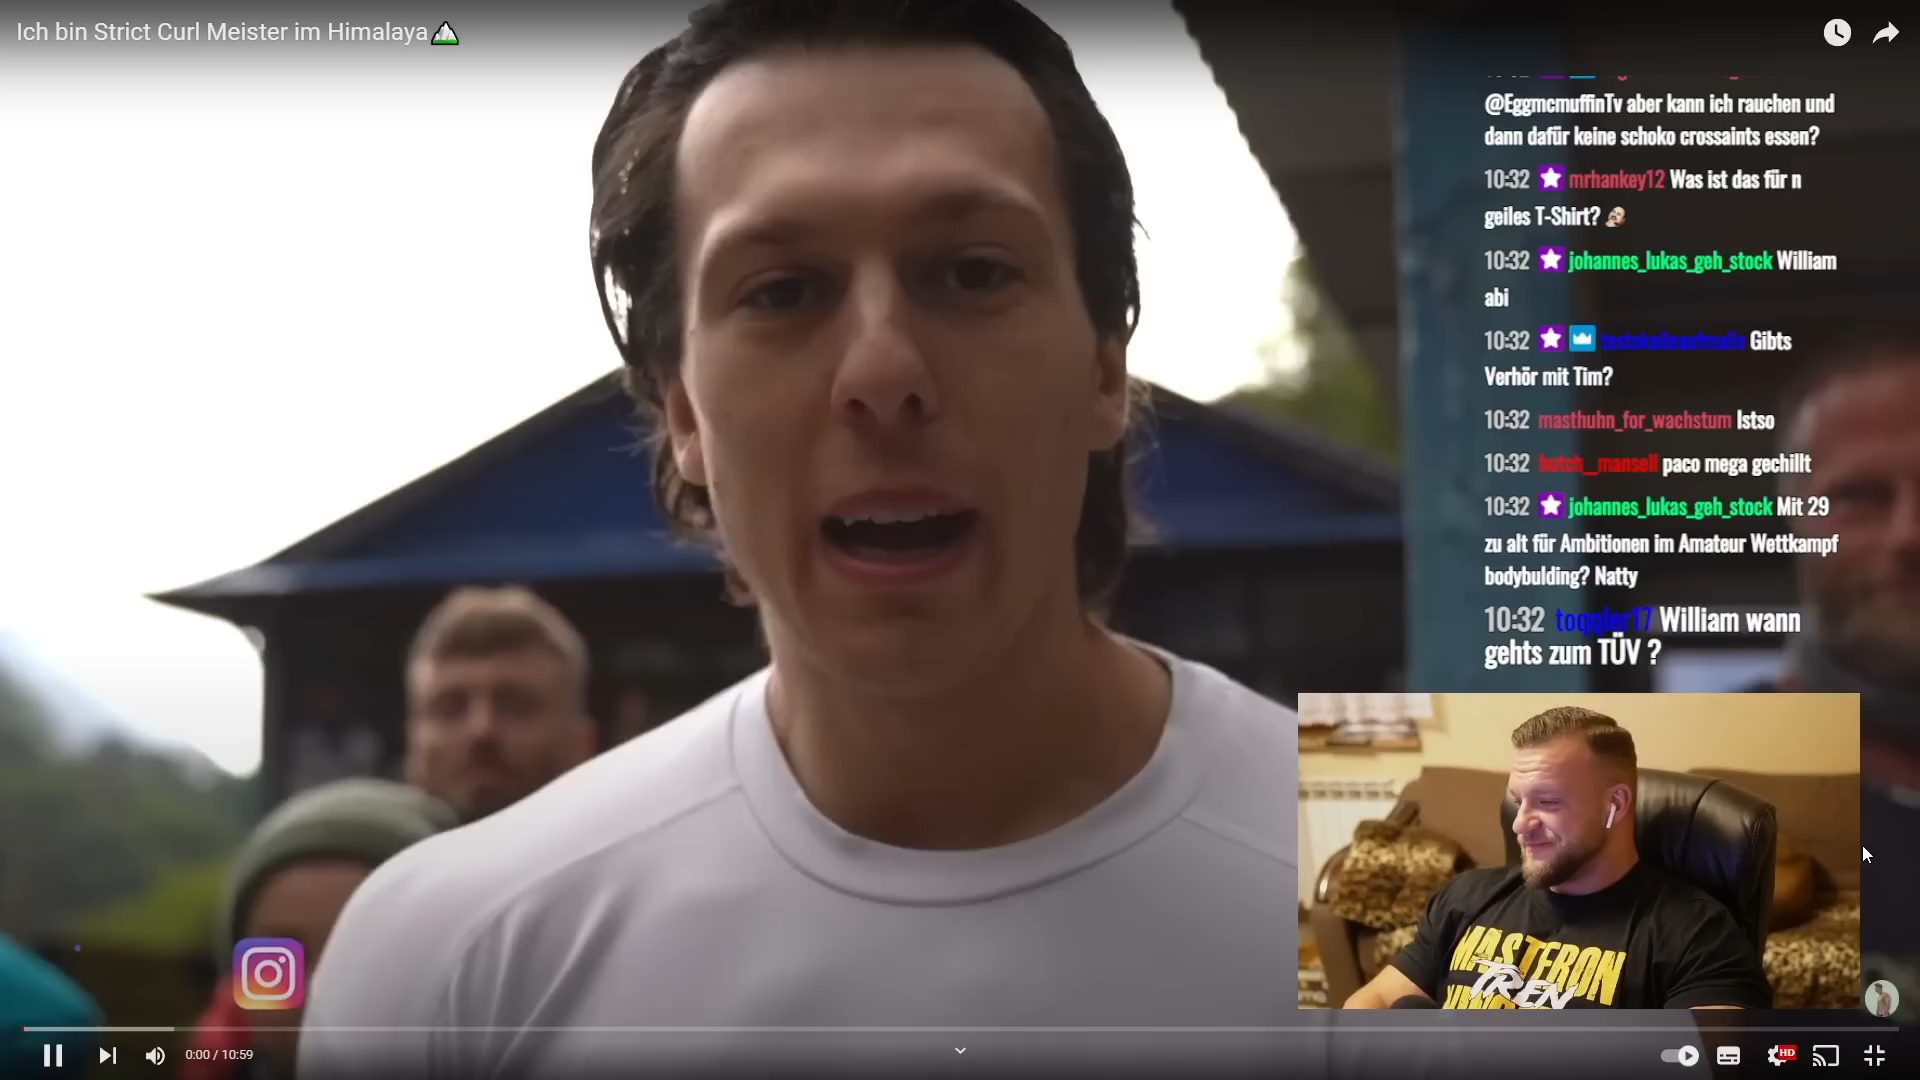 Ich bin Strict Curl Meister im Himalaya
@EggmcmuffinTv aber kann ich rauchen und
dann dafür keine schoko crossaints essen?
10:32 mrhankey12 Was ist das für n
geiles T-Shirt?
10:32 johannes_lukas_geh_stock William
abi
10:32 Gibts
Verhör mit Tim?
10:32 masthuhn_for_wachstum Istso
10:32 hutch__mansell paco mega gechillt
10:32 johannes_lukas_geh_stock Mit 29
zu alt für Ambitionen im Amateur Wettkampf
bodybulding? Natty
10:32 toqqler17 William wann
gehts zum TÜV ?
MASTERON
TREN
0:00 / 10:59
HD